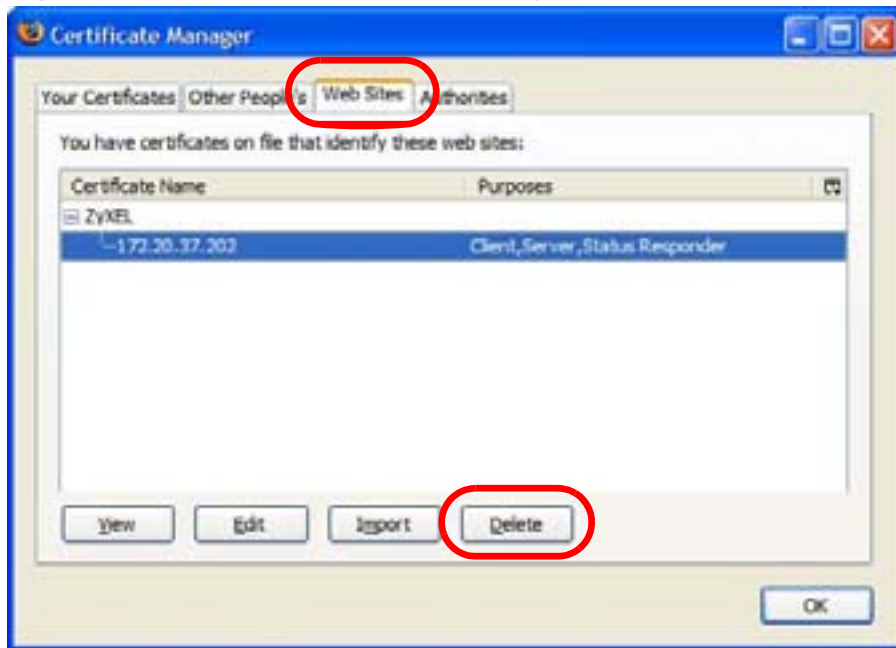 Certificate Manager
Your Certificates Other People's Web Sites Authorities
You have certificates on file that identify these web sites:
Certificate Name Purposes
ZyXEL
172.20.37.202 Client,Server,Status Responder
View Edit Import Delete
OK